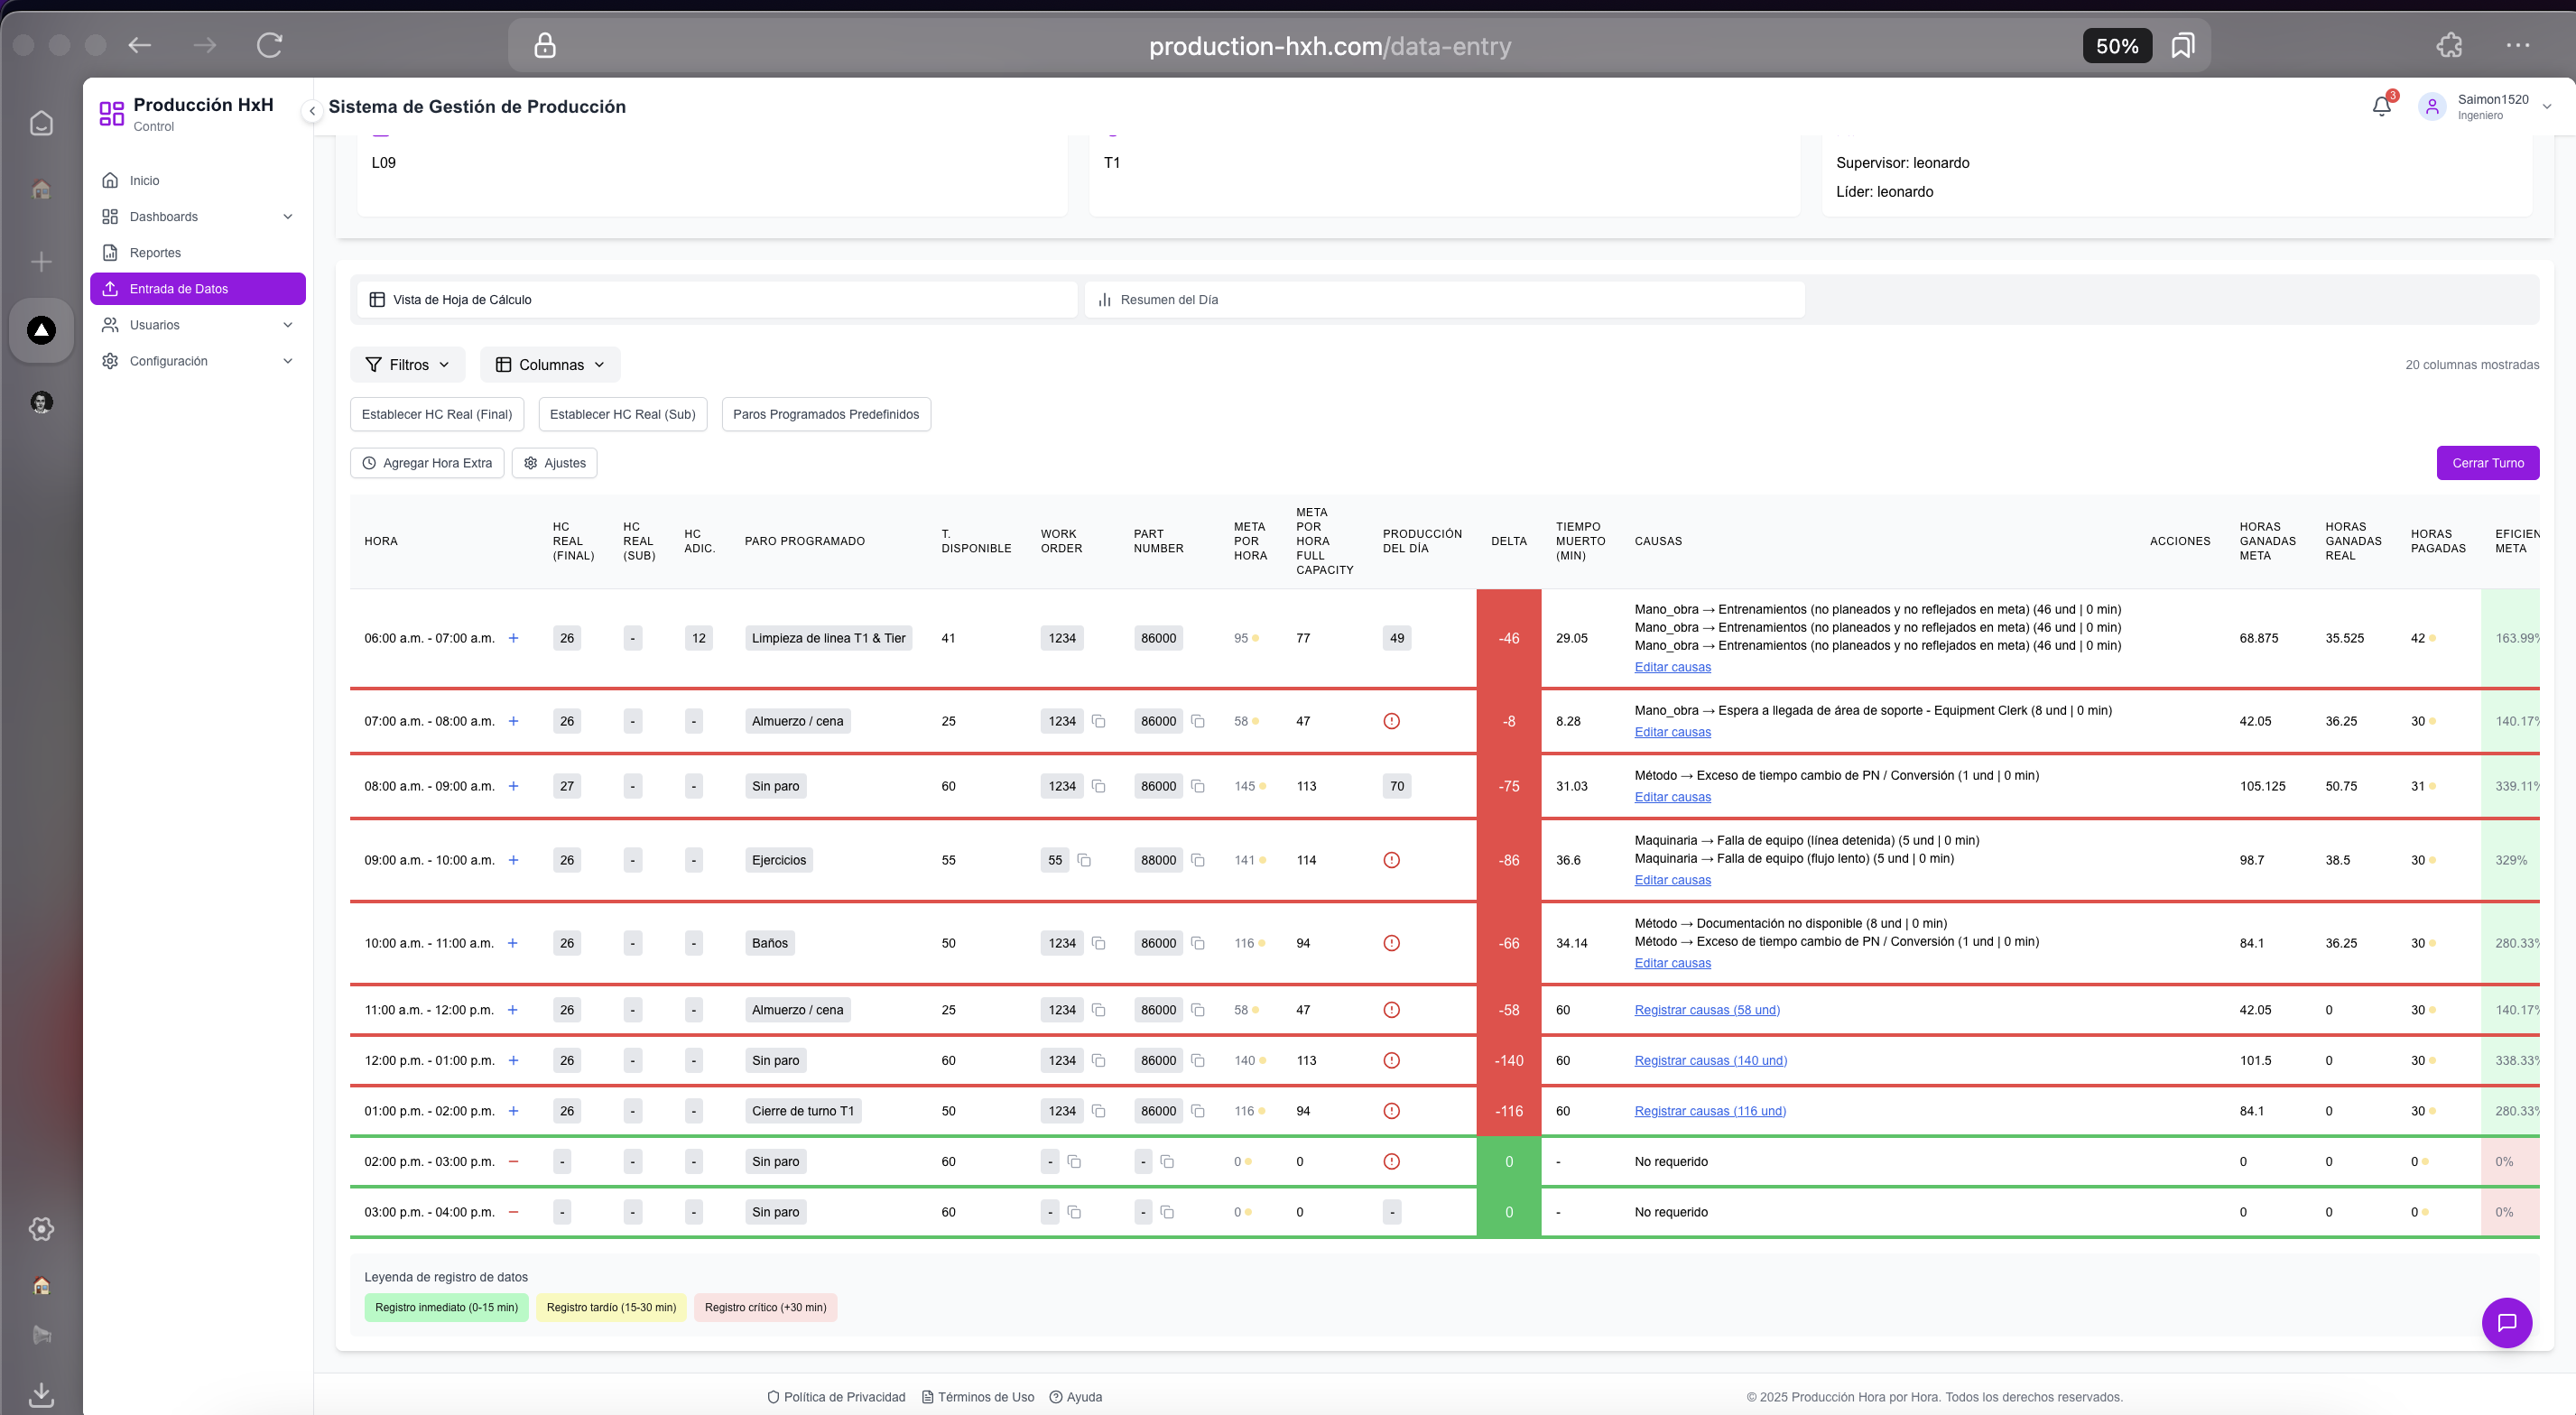 production-hxh.com/data-entry
50%
Producción HxH
Control
Sistema de Gestión de Producción
3
Saimon1520
Ingeniero
Inicio
Dashboards
Reportes
Entrada de Datos
Usuarios
Configuración
L09
T1
Supervisor: leonardo
Líder: leonardo
Vista de Hoja de Cálculo
Resumen del Día
Filtros
Columnas
20 columnas mostradas
Establecer HC Real (Final)
Establecer HC Real (Sub)
Paros Programados Predefinidos
Agregar Hora Extra
Ajustes
Cerrar Turno
HORA HC REAL (FINAL) HC REAL (SUB) HC ADIC. PARO PROGRAMADO T. DISPONIBLE WORK ORDER PART NUMBER META POR HORA META POR HORA FULL CAPACITY PRODUCCIÓN DEL DÍA DELTA TIEMPO MUERTO (MIN) CAUSAS ACCIONES HORAS GANADAS META HORAS GANADAS REAL HORAS PAGADAS EFICIEN META
06:00 a.m. - 07:00 a.m. + 26 - 12 Limpieza de linea T1 & Tier 41 1234 86000 95 77 49 -46 29.05
Mano_obra → Entrenamientos (no planeados y no reflejados en meta) (46 und | 0 min)
Mano_obra → Entrenamientos (no planeados y no reflejados en meta) (46 und | 0 min)
Mano_obra → Entrenamientos (no planeados y no reflejados en meta) (46 und | 0 min)
Editar causas
68.875 35.525 42 163.99%
07:00 a.m. - 08:00 a.m. + 26 - - Almuerzo / cena 25 1234 86000 58 47 -8 8.28
Mano_obra → Espera a llegada de área de soporte - Equipment Clerk (8 und | 0 min)
Editar causas
42.05 36.25 30 140.17%
08:00 a.m. - 09:00 a.m. + 27 - - Sin paro 60 1234 86000 145 113 70 -75 31.03
Método → Exceso de tiempo cambio de PN / Conversión (1 und | 0 min)
Editar causas
105.125 50.75 31 339.11%
09:00 a.m. - 10:00 a.m. + 26 - - Ejercicios 55 55 88000 141 114 -86 36.6
Maquinaria → Falla de equipo (línea detenida) (5 und | 0 min)
Maquinaria → Falla de equipo (flujo lento) (5 und | 0 min)
Editar causas
98.7 38.5 30 329%
10:00 a.m. - 11:00 a.m. + 26 - - Baños 50 1234 86000 116 94 -66 34.14
Método → Documentación no disponible (8 und | 0 min)
Método → Exceso de tiempo cambio de PN / Conversión (1 und | 0 min)
Editar causas
84.1 36.25 30 280.33%
11:00 a.m. - 12:00 p.m. + 26 - - Almuerzo / cena 25 1234 86000 58 47 -58 60 Registrar causas (58 und) 42.05 0 30 140.17%
12:00 p.m. - 01:00 p.m. + 26 - - Sin paro 60 1234 86000 140 113 -140 60 Registrar causas (140 und) 101.5 0 30 338.33%
01:00 p.m. - 02:00 p.m. + 26 - - Cierre de turno T1 50 1234 86000 116 94 -116 60 Registrar causas (116 und) 84.1 0 30 280.33%
02:00 p.m. - 03:00 p.m. - - - - Sin paro 60 - - 0 0 0 - No requerido 0 0 0 0%
03:00 p.m. - 04:00 p.m. - - - - Sin paro 60 - - 0 0 - 0 - No requerido 0 0 0 0%
Leyenda de registro de datos
Registro inmediato (0-15 min)
Registro tardío (15-30 min)
Registro crítico (+30 min)
Política de Privacidad
Términos de Uso
Ayuda
© 2025 Producción Hora por Hora. Todos los derechos reservados.